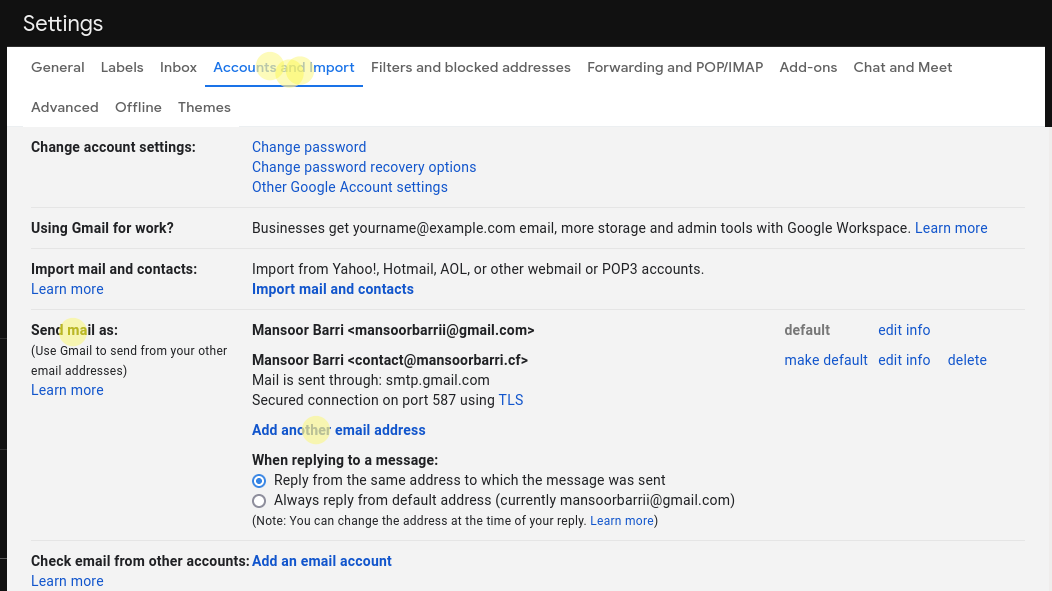 Settings
General Labels Inbox Accounts and Import Filters and blocked addresses Forwarding and POP/IMAP Add-ons Chat and Meet
Advanced Offline Themes
Change account settings: Change password
Change password recovery options
Other Google Account settings
Using Gmail for work? Businesses get yourname@example.com email, more storage and admin tools with Google Workspace. Learn more
Import mail and contacts: Import from Yahoo!, Hotmail, AOL, or other webmail or POP3 accounts.
Learn more Import mail and contacts
Send mail as: Mansoor Barri <mansoorbarrii@gmail.com> default edit info
(Use Gmail to send from your other
email addresses)
Learn more
Mansoor Barri <contact@mansoorbarri.cf> make default edit info delete
Mail is sent through: smtp.gmail.com
Secured connection on port 587 using TLS
Add another email address
When replying to a message:
Reply from the same address to which the message was sent
Always reply from default address (currently mansoorbarrii@gmail.com)
(Note: You can change the address at the time of your reply. Learn more)
Check email from other accounts: Add an email account
Learn more